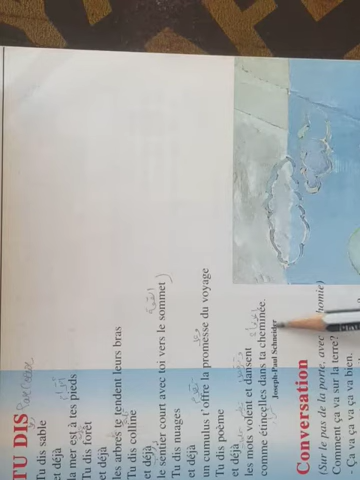 TU DIS
Tu dis sable
et déjà
la mer est à tes pieds
Tu dis forêt
et déjà
les arbres te tendent leurs bras
Tu dis colline
et déjà
le sentier court avec toi vers le sommet
القمة
Tu dis nuages
et déjà
un cumulus t'offre la promesse du voyage
Tu dis poème
et déjà
les mots volent et dansent
comme étincelles dans ta cheminée.
Joseph-Paul Schneider
Conversation
(Sur le pas de la porte, avec homie)
Comment ça va sur la terre?
- Ça va ça va, ça va bien.